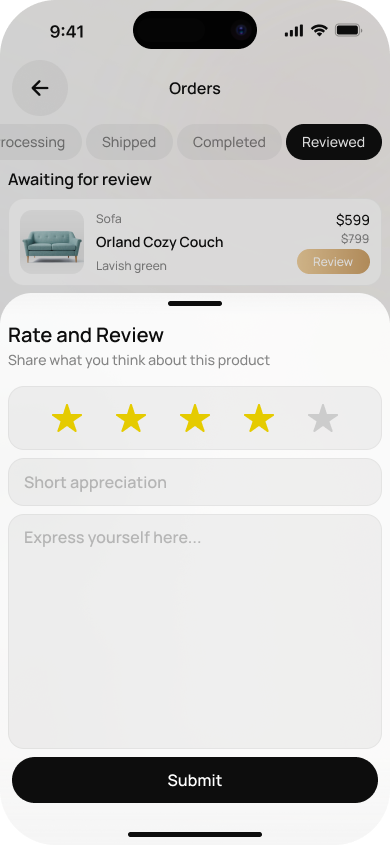 9:41
Orders
rocessing
Shipped
Completed
Reviewed
Awaiting for review
Sofa
$599
Orland Cozy Couch
$799
Lavish green
Review
Rate and Review
Share what you think about this product
Short appreciation
Express yourself here...
Submit